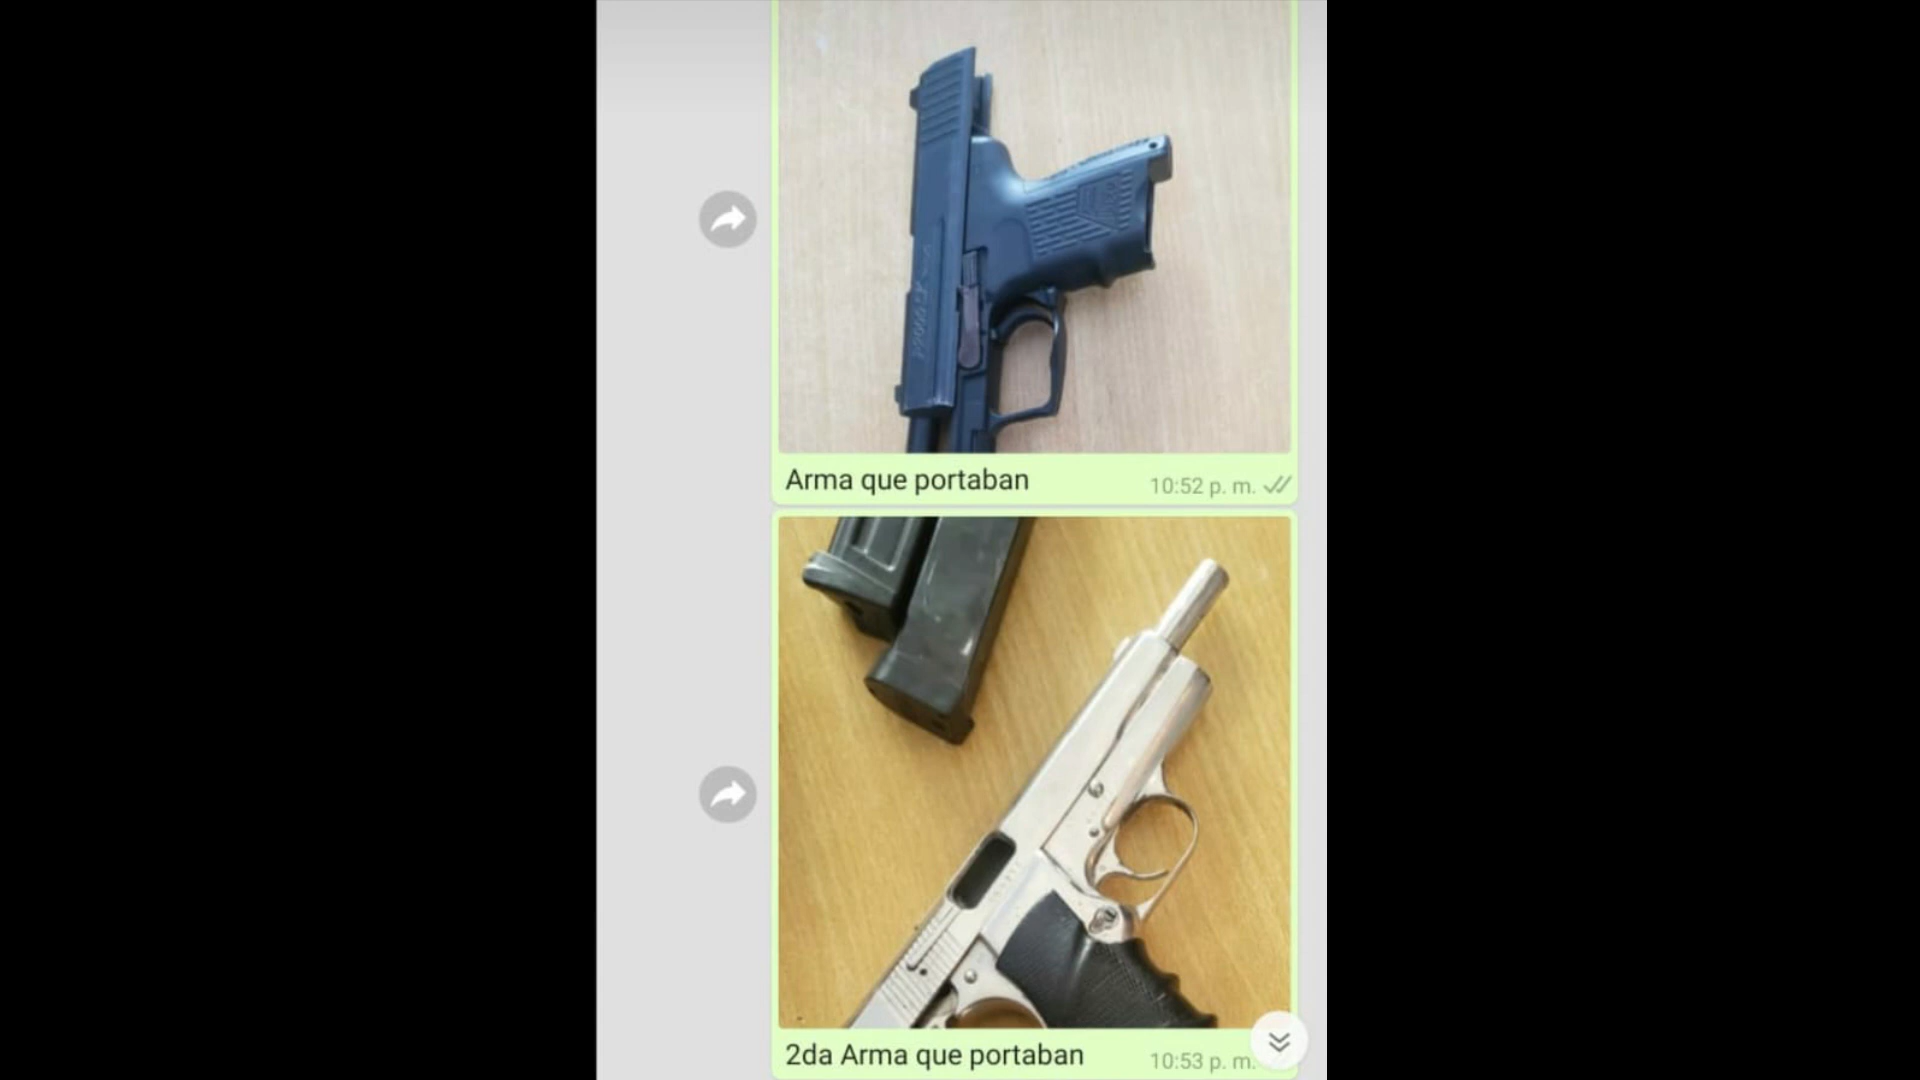 Arma que portaban
10:52 p. m.
2da Arma que portaban
10:53 p. m.